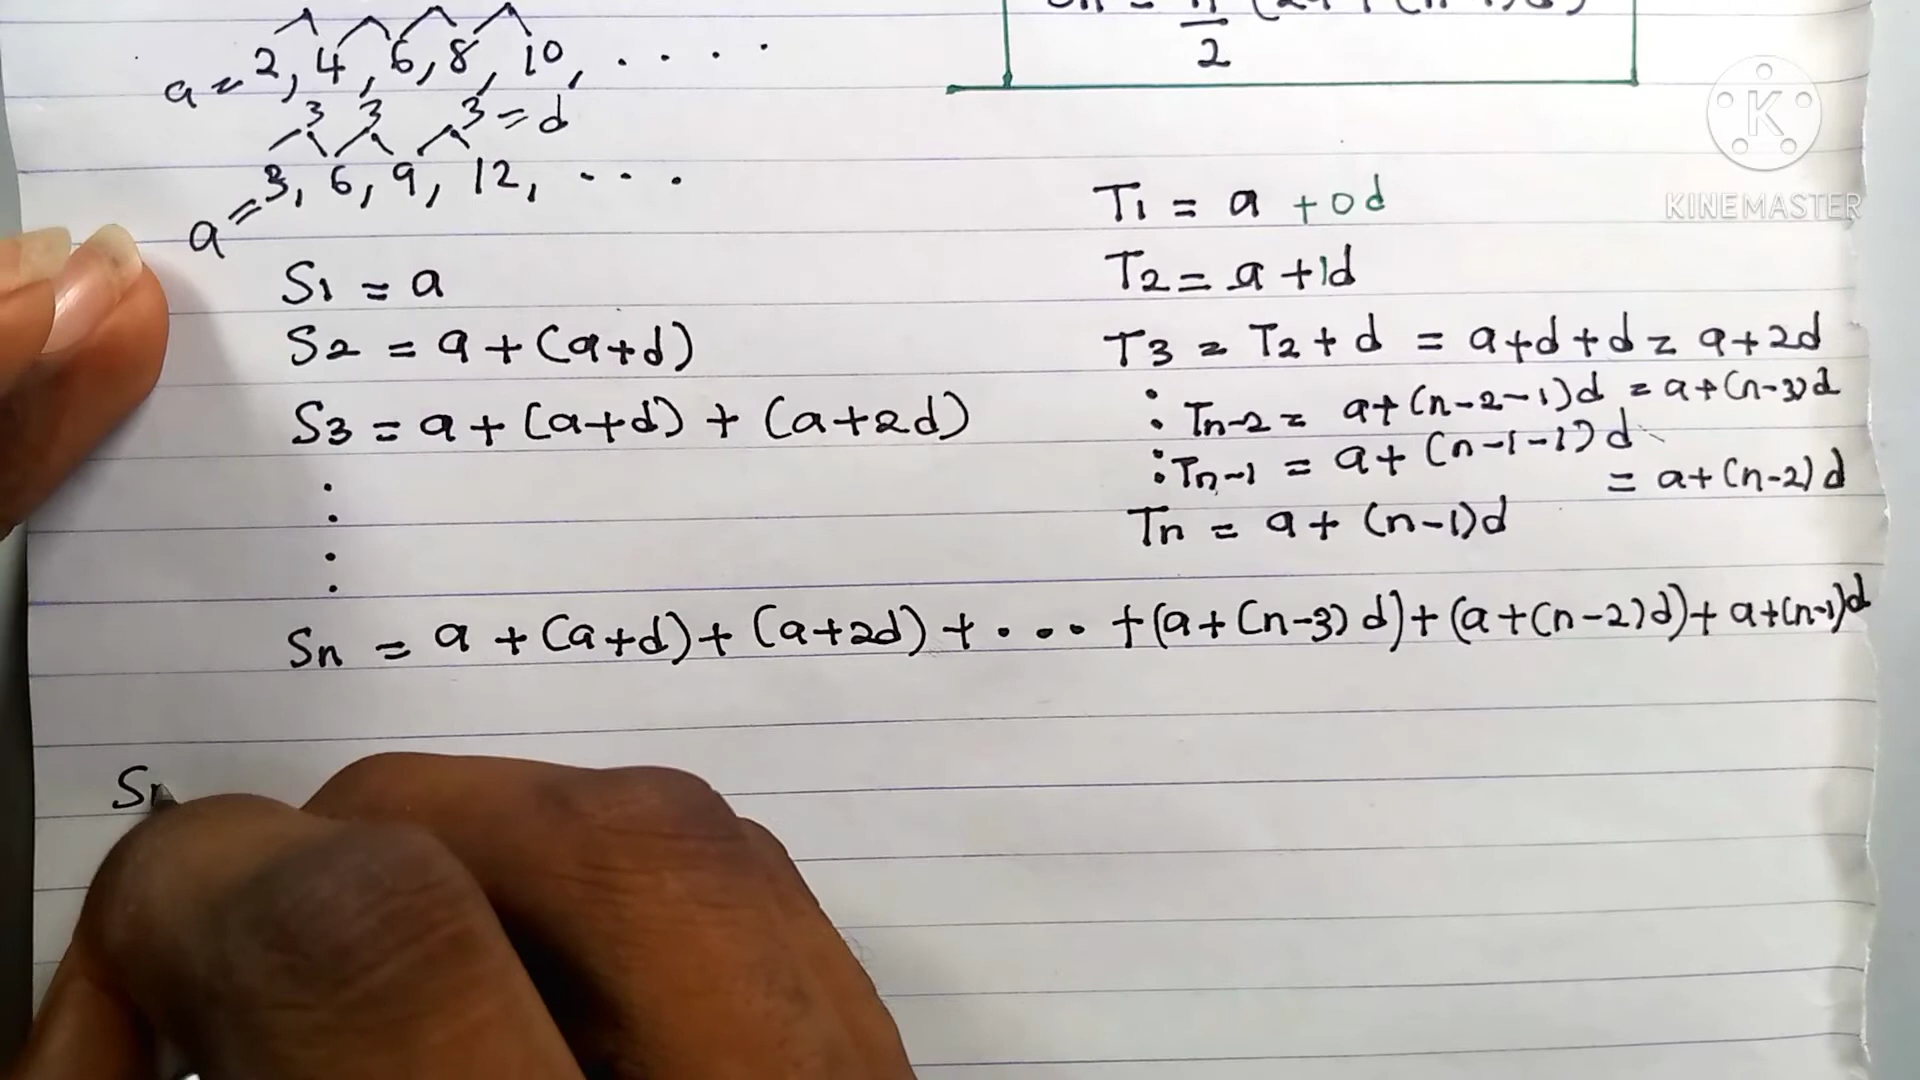 2
a = 2, 4, 6, 8, 10, . . . .
3 3 3 = d
a = 3, 6, 9, 12, . . . .
K
KINEMASTER
T1 = a + 0d
S1 = a
T2 = a + 1d
S2 = a + (a+d)
T3 = T2 + d = a+d+d = a+2d
S3 = a + (a+d) + (a+2d)
: Tn-2 = a+(n-2-1)d = a+(n-3)d
: Tn-1 = a+ (n-1-1)d
= a+(n-2)d
Tn = a + (n-1)d
Sn = a + (a+d) + (a+2d) + . . . + (a+(n-3)d) + (a+(n-2)d) + a+(n-1)d